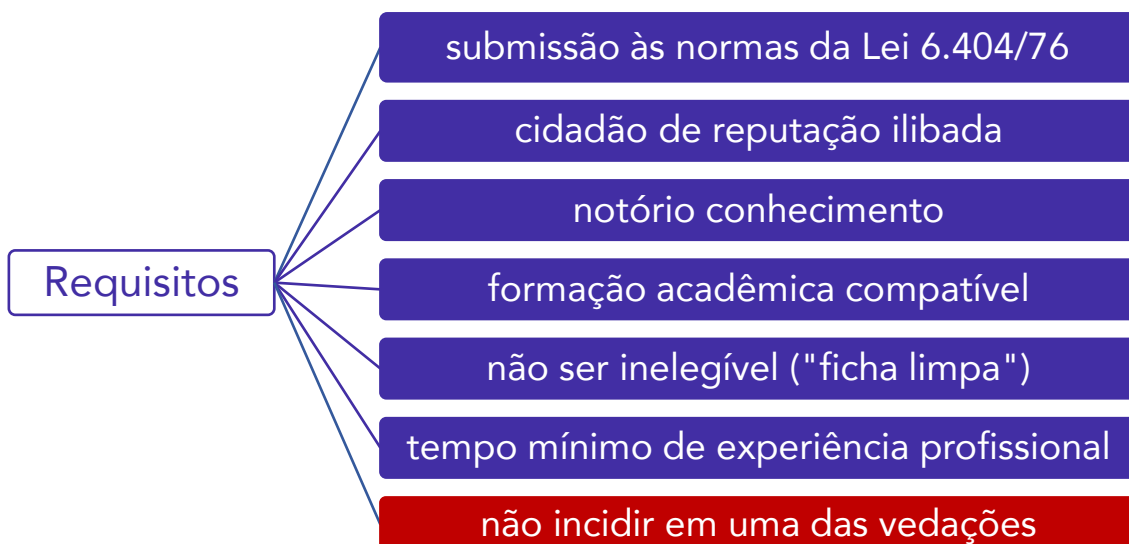 Requisitos
submissão às normas da Lei 6.404/76
cidadão de reputação ilibada
notório conhecimento
formação acadêmica compatível
não ser inelegível ("ficha limpa")
tempo mínimo de experiência profissional
não incidir em uma das vedações